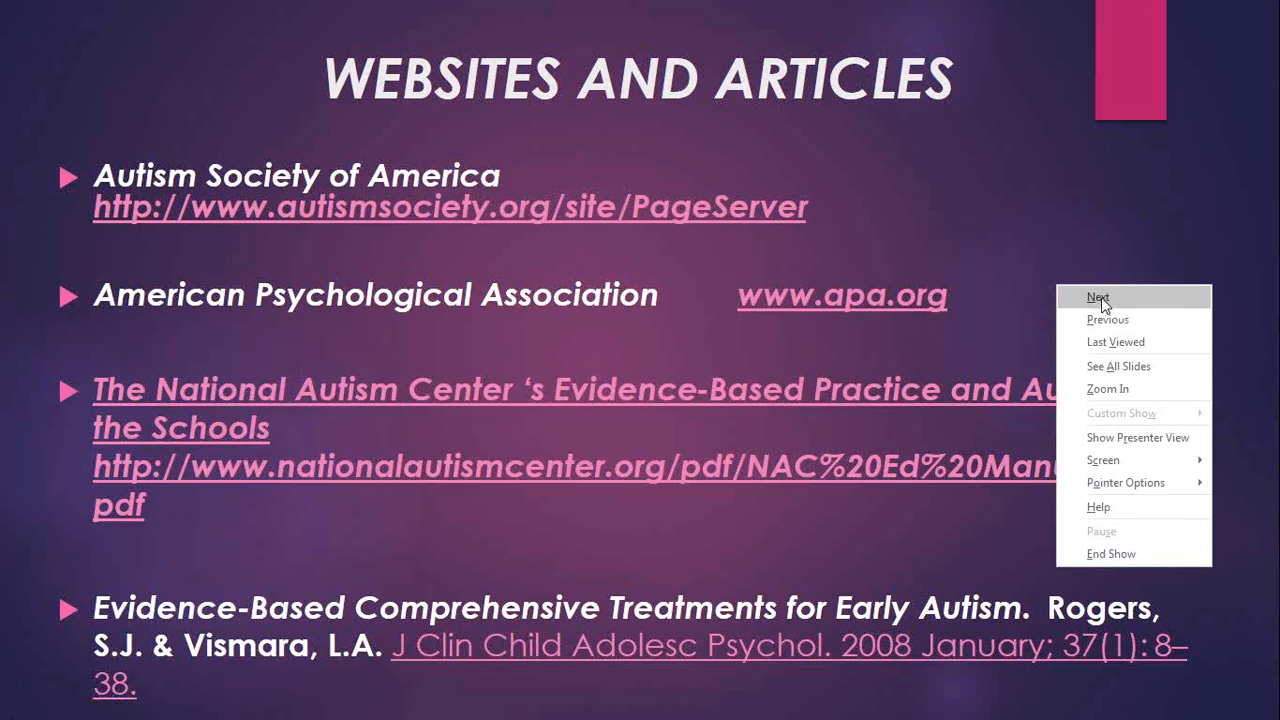 WEBSITES AND ARTICLES
Autism Society of America
http://www.autismsociety.org/site/PageServer
American Psychological Association www.apa.org
The National Autism Center ‘s Evidence-Based Practice and
the Schools
http://www.nationalautismcenter.org/pdf/NAC%20Ed%20
pdf
Evidence-Based Comprehensive Treatments for Early Autism. Rogers,
S.J. & Vismara, L.A. J Clin Child Adolesc Psychol. 2008 January; 37(1): 8–
38.
Next
Previous
Last Viewed
See All Slides
Zoom In
Custom Show
Show Presenter View
Screen
Pointer Options
Help
Pause
End Show